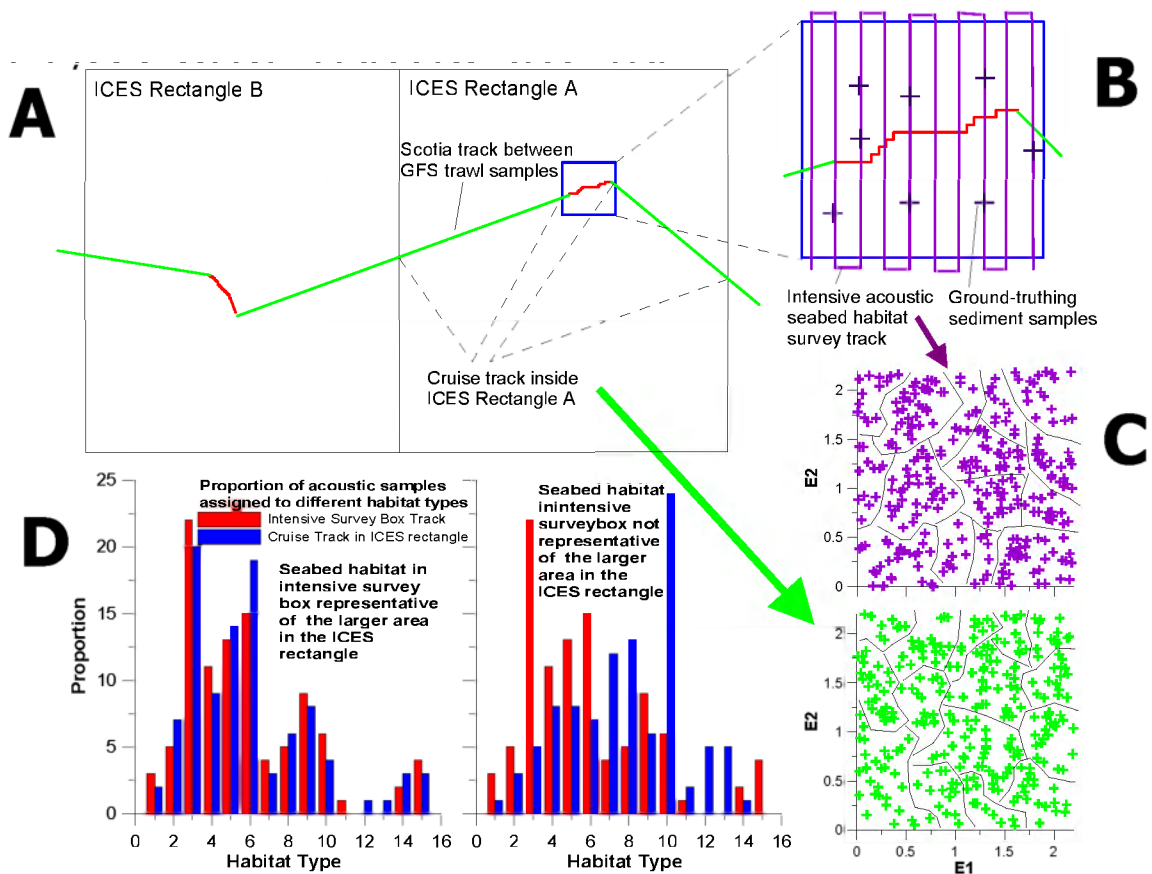 A
ICES Rectangle B
ICES Rectangle A
Scotia track between
GFS trawl samples
Cruise track inside
ICES Rectangle A
B
Intensive acoustic
seabed habitat
survey track
Ground-truthing
sediment samples
C
E2
2
1.5
1
0.5
0
E2
2
1.5
1
0.5
0
0
0.5
1
1.5
2
E1
D
Proportion
25
20
15
10
5
0
Proportion of acoustic samples
assigned to different habitat types
Intensive Survey Box Track
Cruise Track in ICES rectangle
Seabed habitat in
intensive survey
box representative
of the larger area
in the ICES
rectangle
0 2 4 6 8 10 12 14 16
Habitat Type
Seabed habitat
inintensive
surveybox not
representative
of the larger
area in the
ICES rectangle
0 2 4 6 8 10 12 14 16
Habitat Type